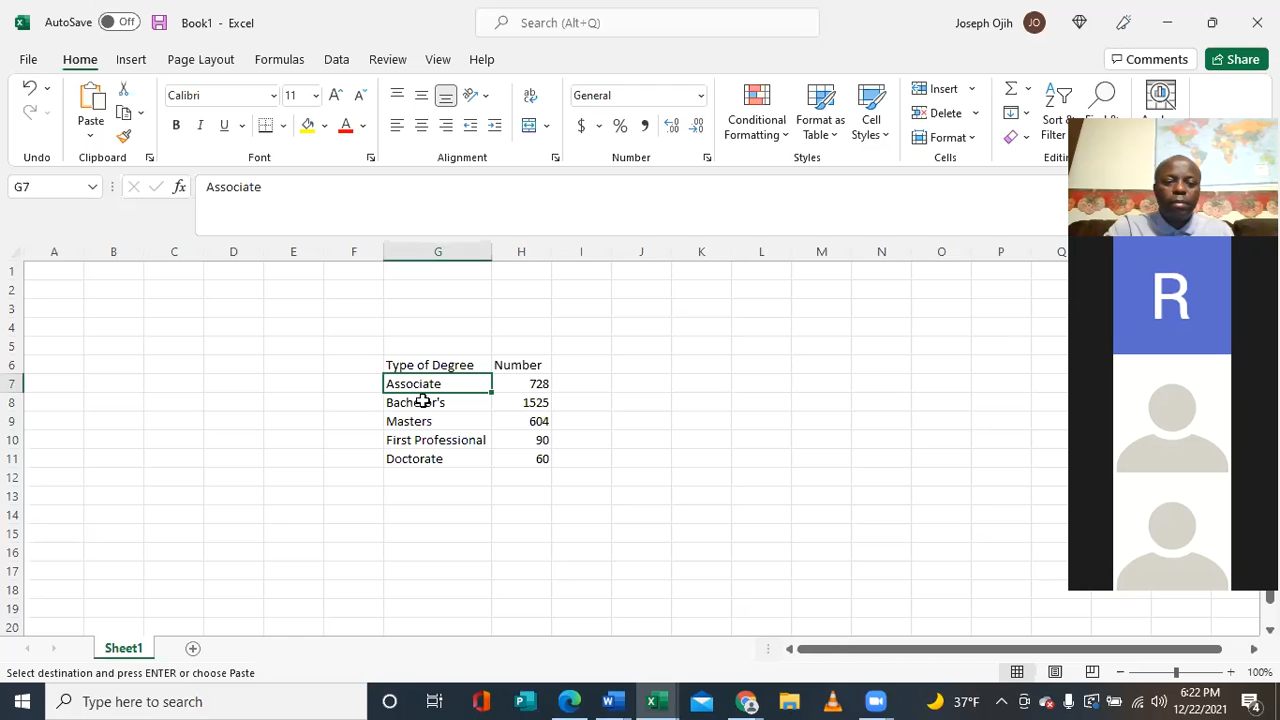 AutoSave Off Book1 - Excel Search (Alt+Q) Joseph Ojih JO
File Home Insert Page Layout Formulas Data Review View Help Comments Share
Paste
Calibri 11
B I U A
General
$ % ,
Conditional Formatting
Format as Table
Cell Styles
Insert
Delete
Format
Sort & Filter
Undo Clipboard Font Alignment Number Styles Cells
G7 fx Associate
A B C D E F G H I J K L M N O P Q
1
2
3
4
5
6 Type of Degree Number
7 Associate 728
8 Bachelor's 1525
9 Masters 604
10 First Professional 90
11 Doctorate 60
12
13
14
15
16
17
18
19
20
R
Sheet1
Select destination and press ENTER or choose Paste 100%
Type here to search 37°F 6:22 PM
12/22/2021 4